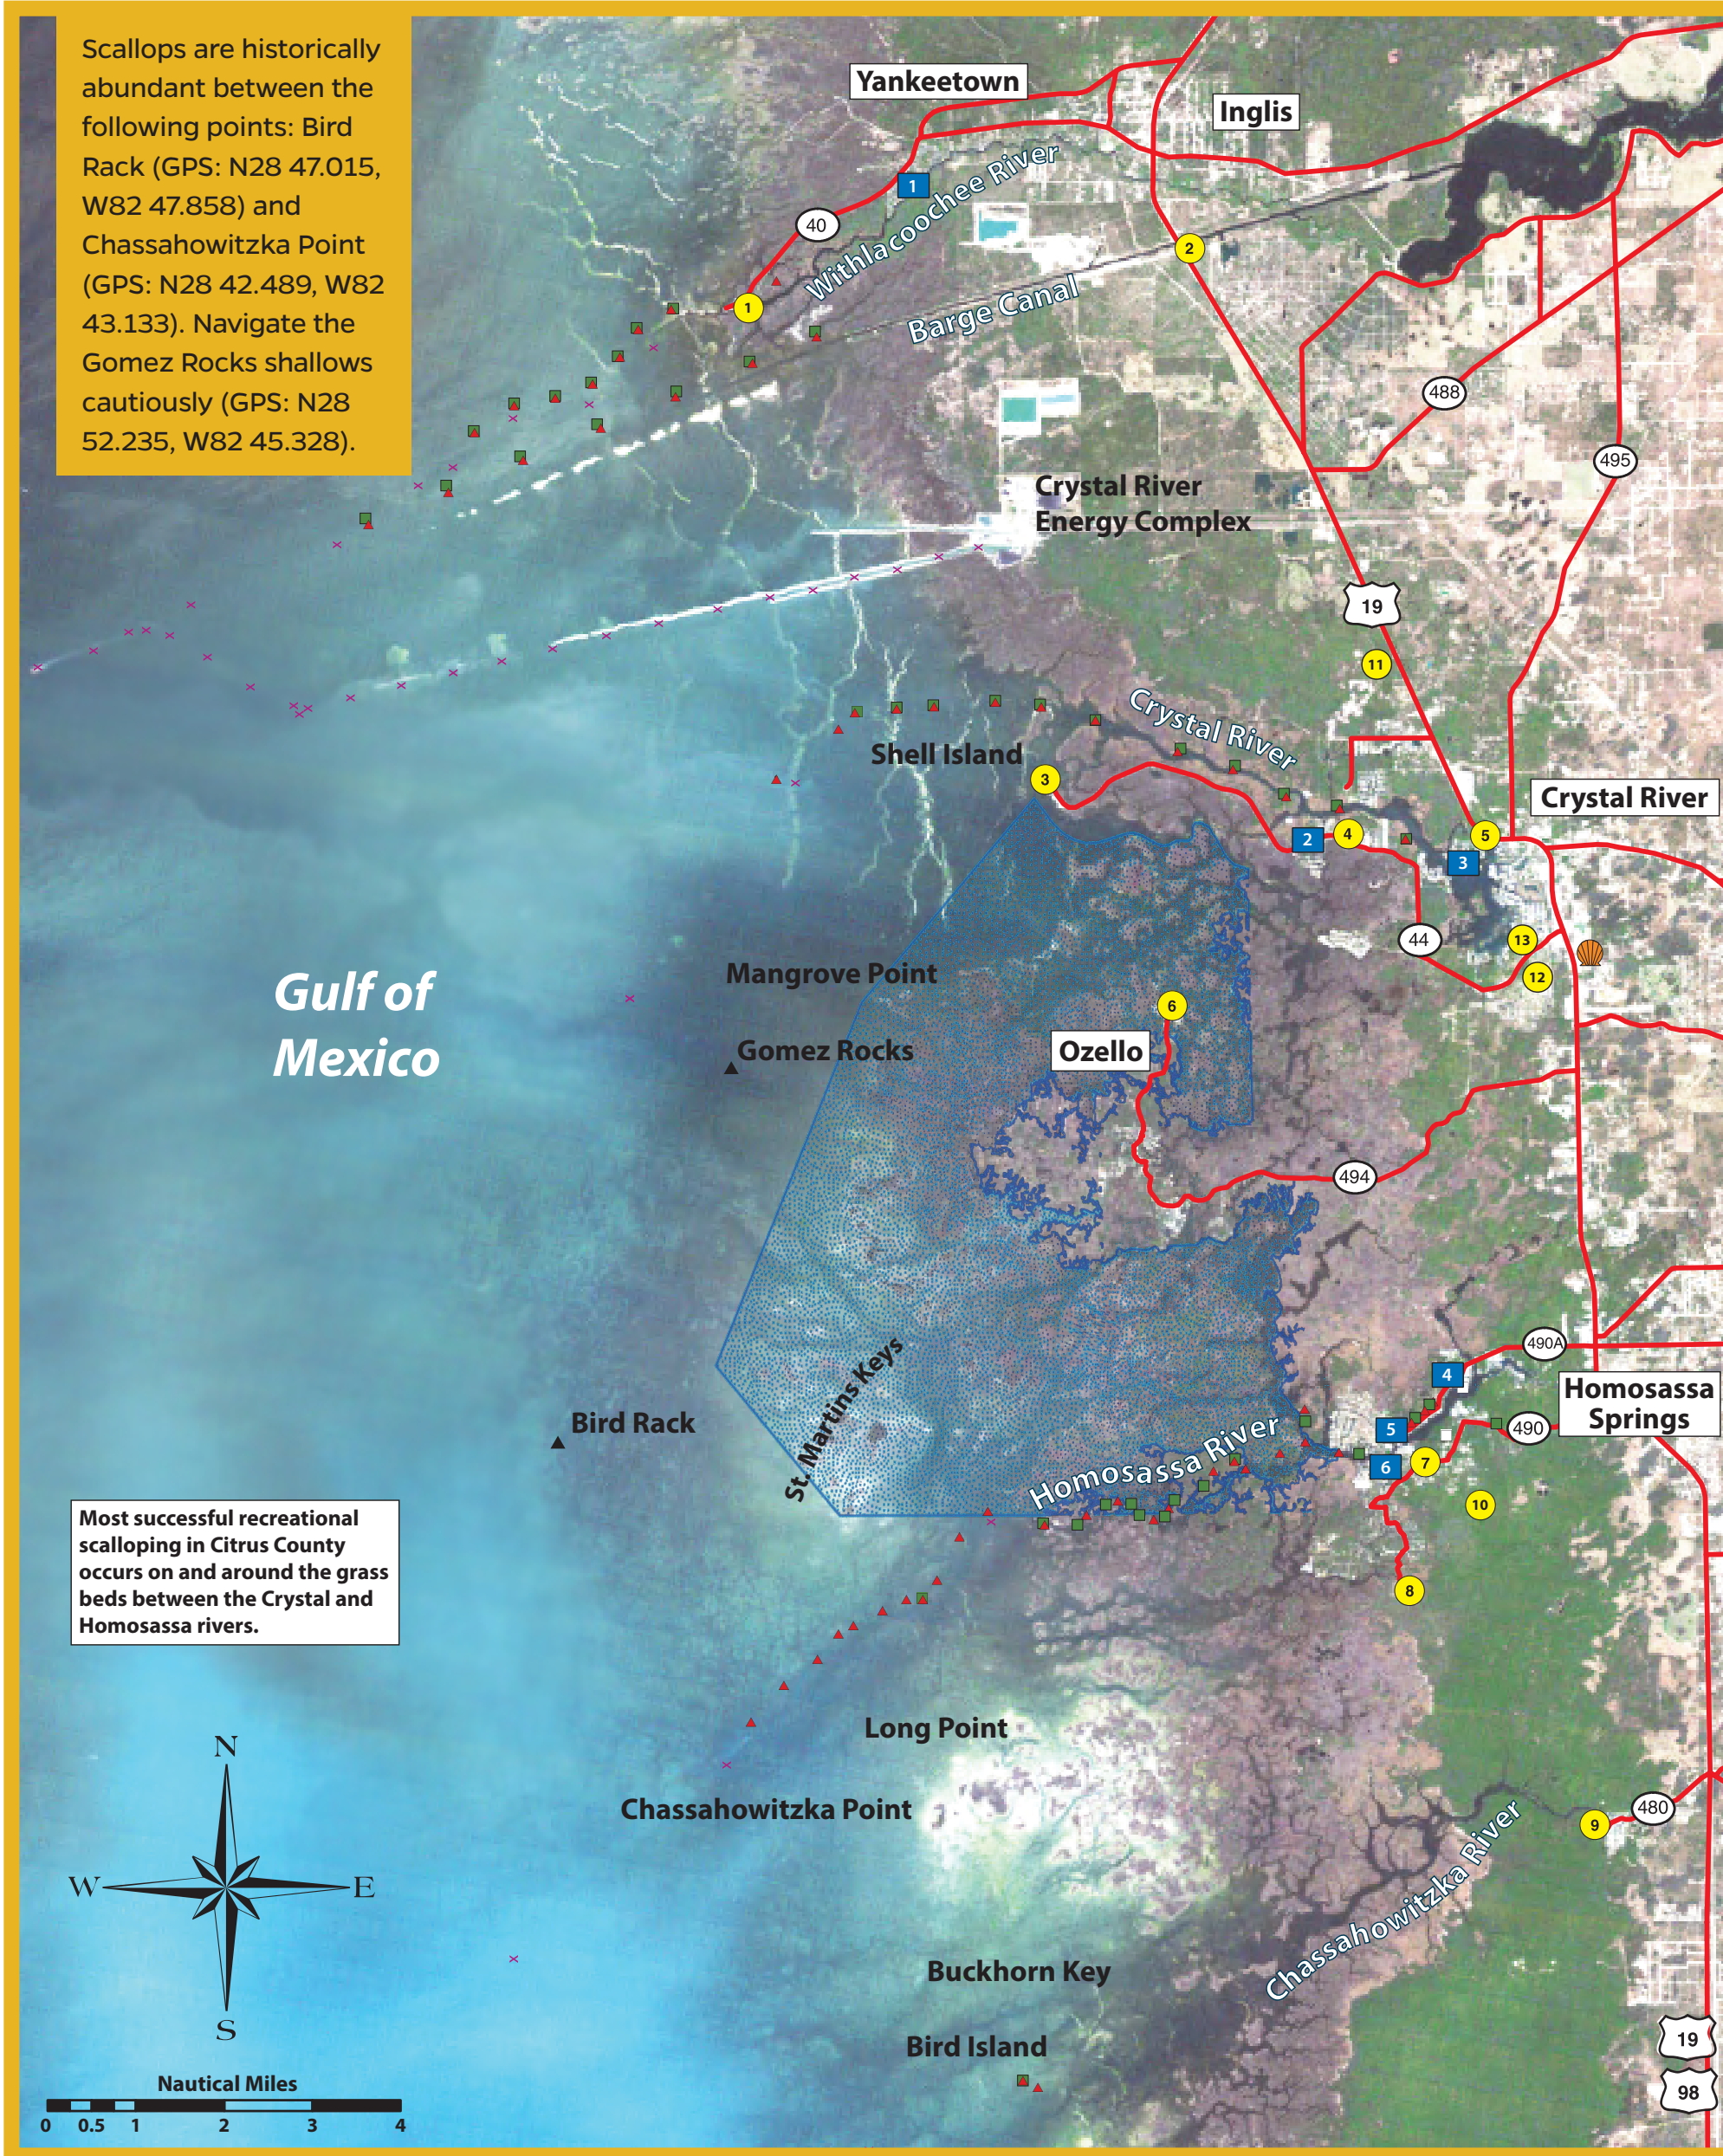 Scallops are historically
abundant between the
following points: Bird
Rack (GPS: N28 47.015,
W82 47.858) and
Chassahowitzka Point
(GPS: N28 42.489, W82
43.133). Navigate the
Gomez Rocks shallows
cautiously (GPS: N28
52.235, W82 45.328).
Yankeetown
Inglis
1
40
Withlacoochee River
2
1
Barge Canal
488
495
Crystal River
Energy Complex
19
11
Crystal River
Shell Island
3
Crystal River
2
4
5
3
44
13
12
Mangrove Point
Gulf of
Mexico
6
Gomez Rocks
Ozello
494
490A
4
Homosassa
Springs
St. Martins Keys
Bird Rack
Homosassa River
5
490
6
7
10
Most successful recreational
scalloping in Citrus County
occurs on and around the grass
beds between the Crystal and
Homosassa rivers.
8
Long Point
N
Chassahowitzka Point
480
9
W
E
Chassahowitzka River
Buckhorn Key
S
Bird Island
19
98
Nautical Miles
0 0.5 1 2 3 4